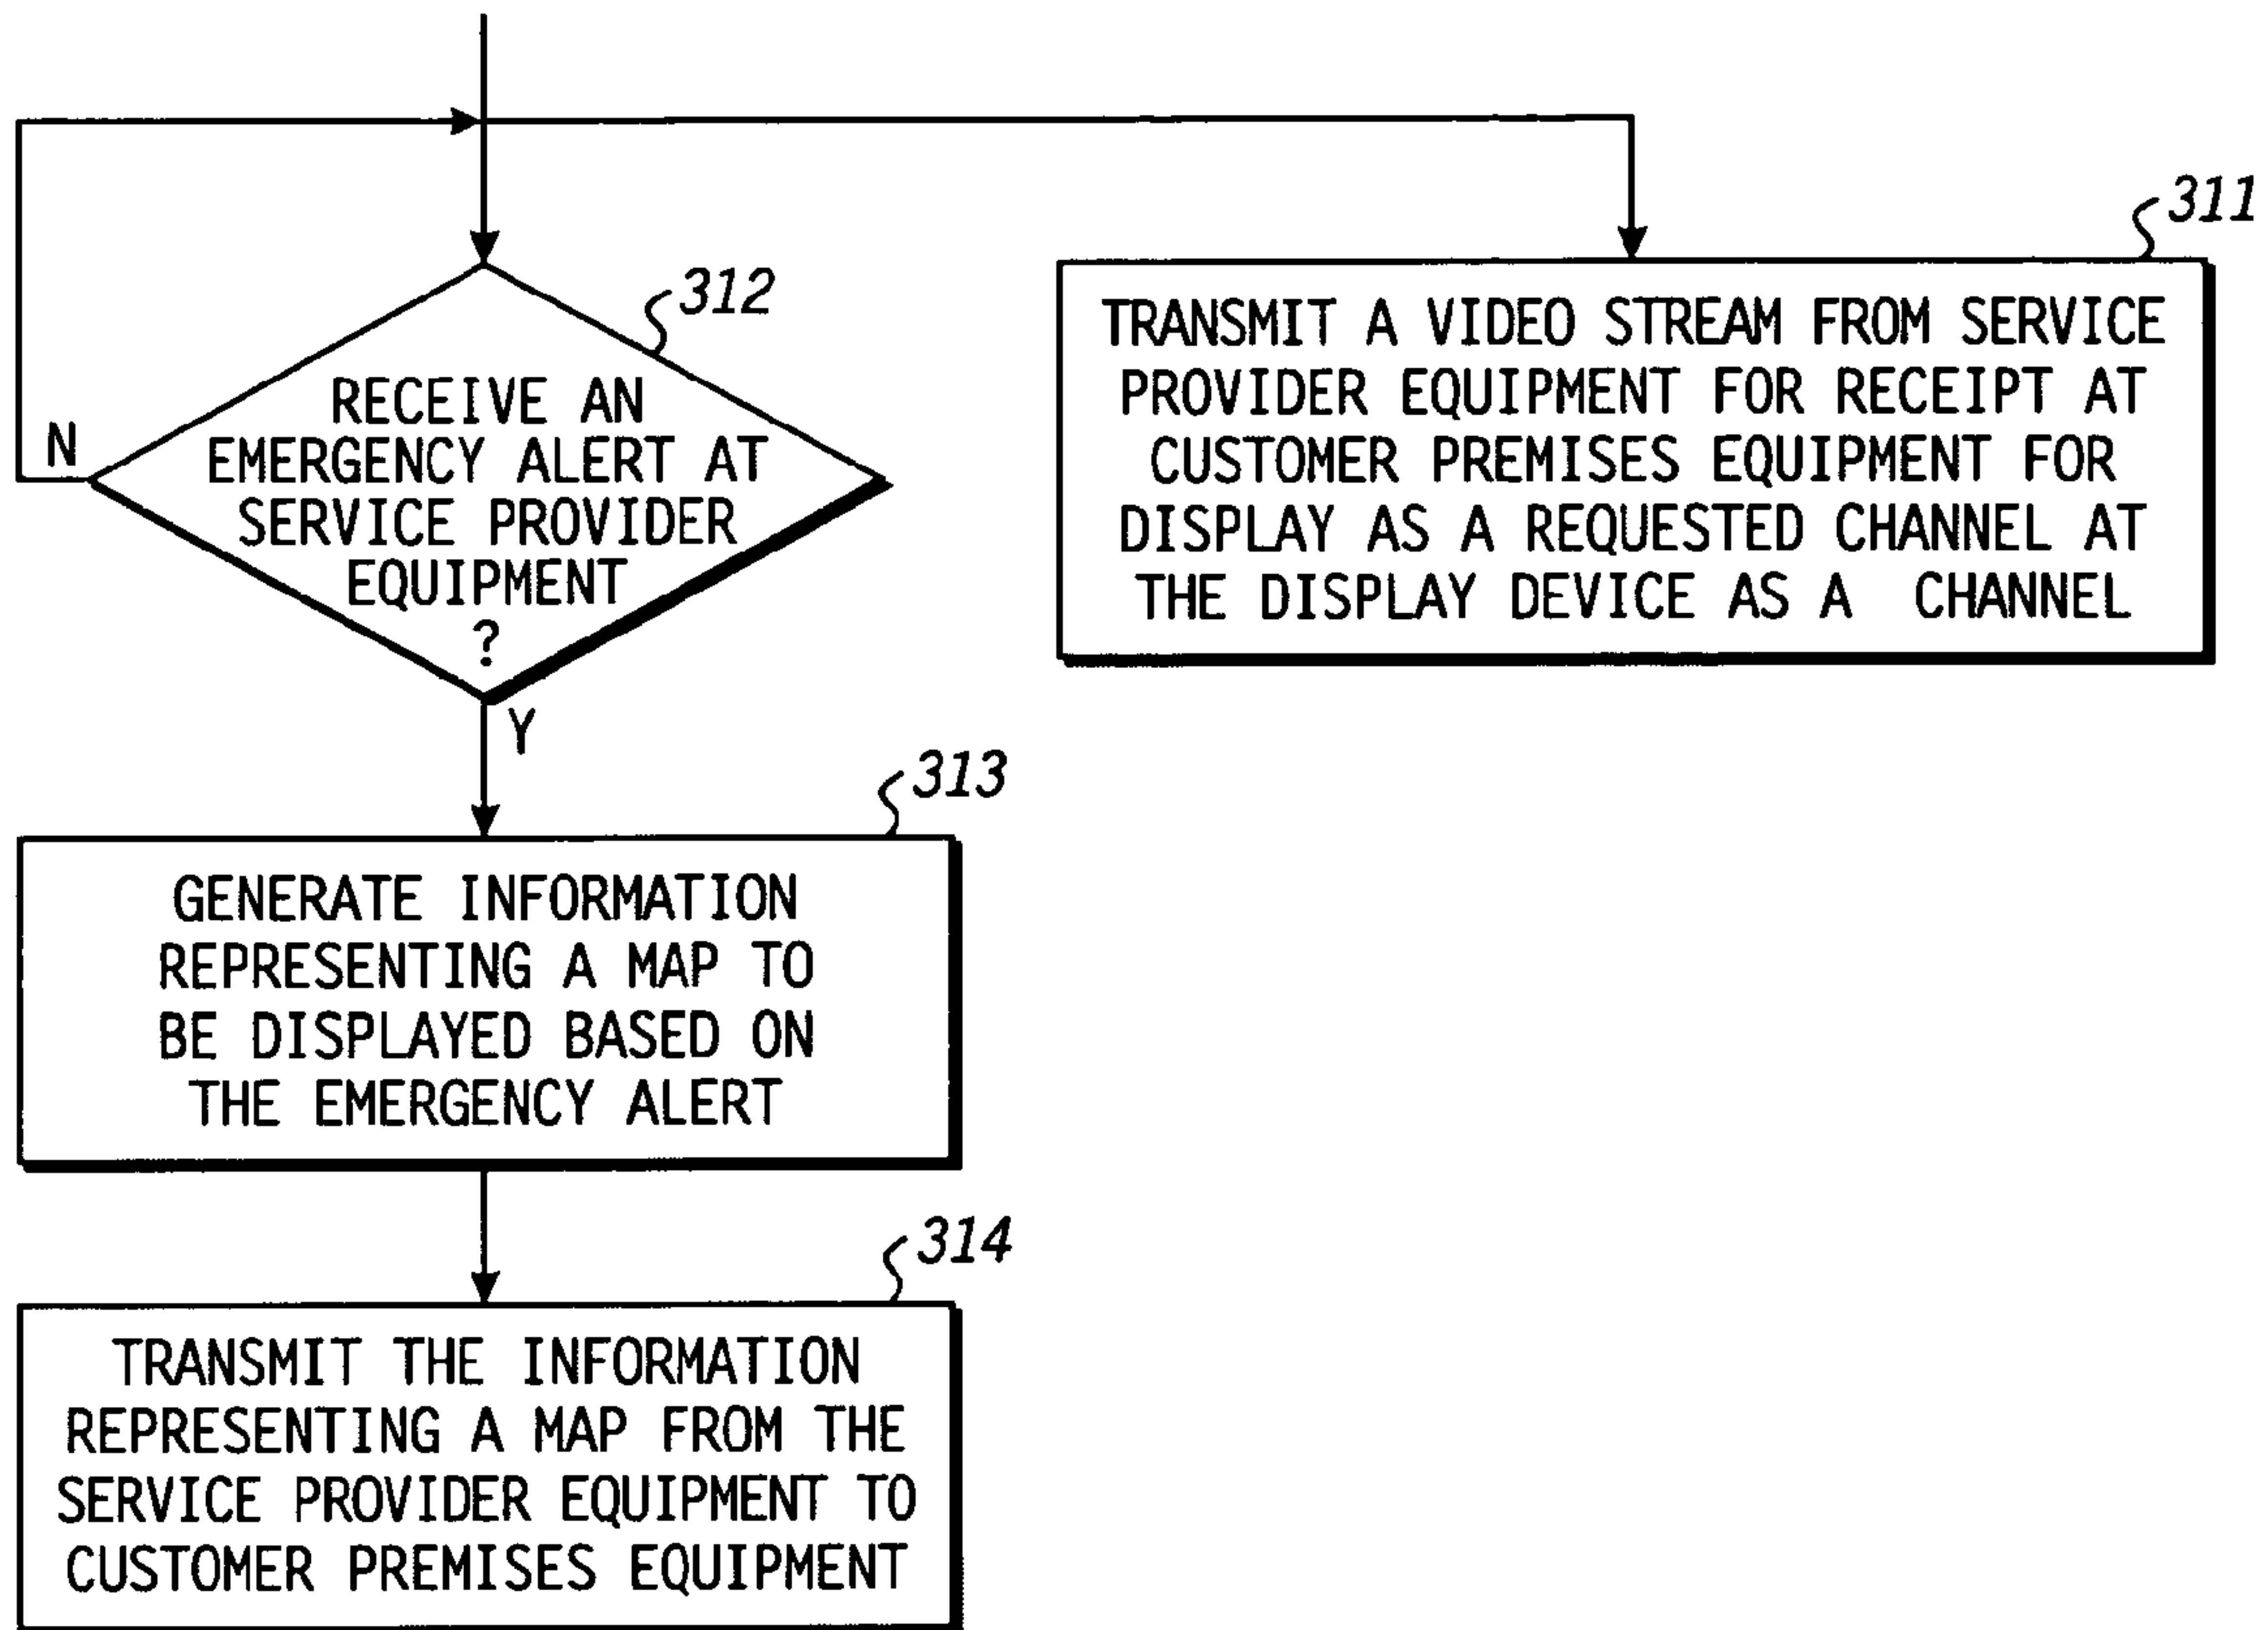 311
TRANSMIT A VIDEO STREAM FROM SERVICE
PROVIDER EQUIPMENT FOR RECEIPT AT
CUSTOMER PREMISES EQUIPMENT FOR
DISPLAY AS A REQUESTED CHANNEL AT
THE DISPLAY DEVICE AS A CHANNEL
312
RECEIVE AN
EMERGENCY ALERT AT
SERVICE PROVIDER
EQUIPMENT
?
N
Y
313
GENERATE INFORMATION
REPRESENTING A MAP TO
BE DISPLAYED BASED ON
THE EMERGENCY ALERT
314
TRANSMIT THE INFORMATION
REPRESENTING A MAP FROM THE
SERVICE PROVIDER EQUIPMENT TO
CUSTOMER PREMISES EQUIPMENT